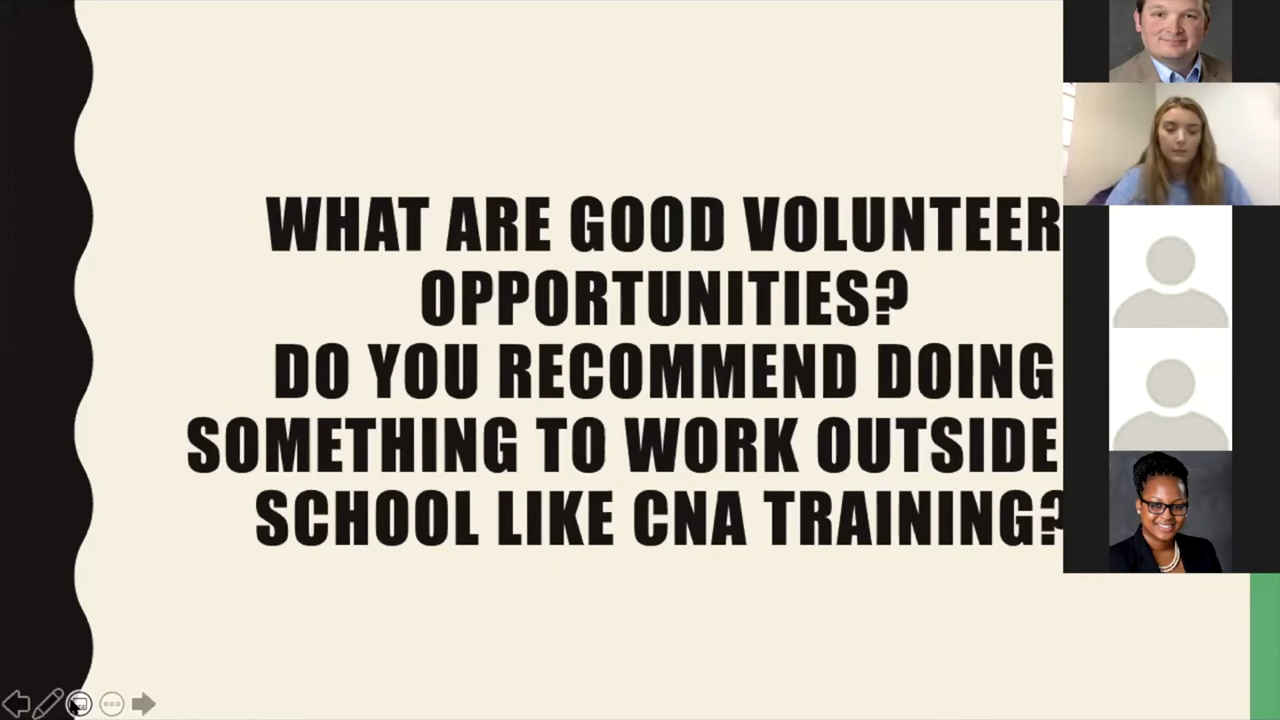 WHAT ARE GOOD VOLUNTEER
OPPORTUNITIES?
DO YOU RECOMMEND DOING
SOMETHING TO WORK OUTSIDE
SCHOOL LIKE CNA TRAINING?